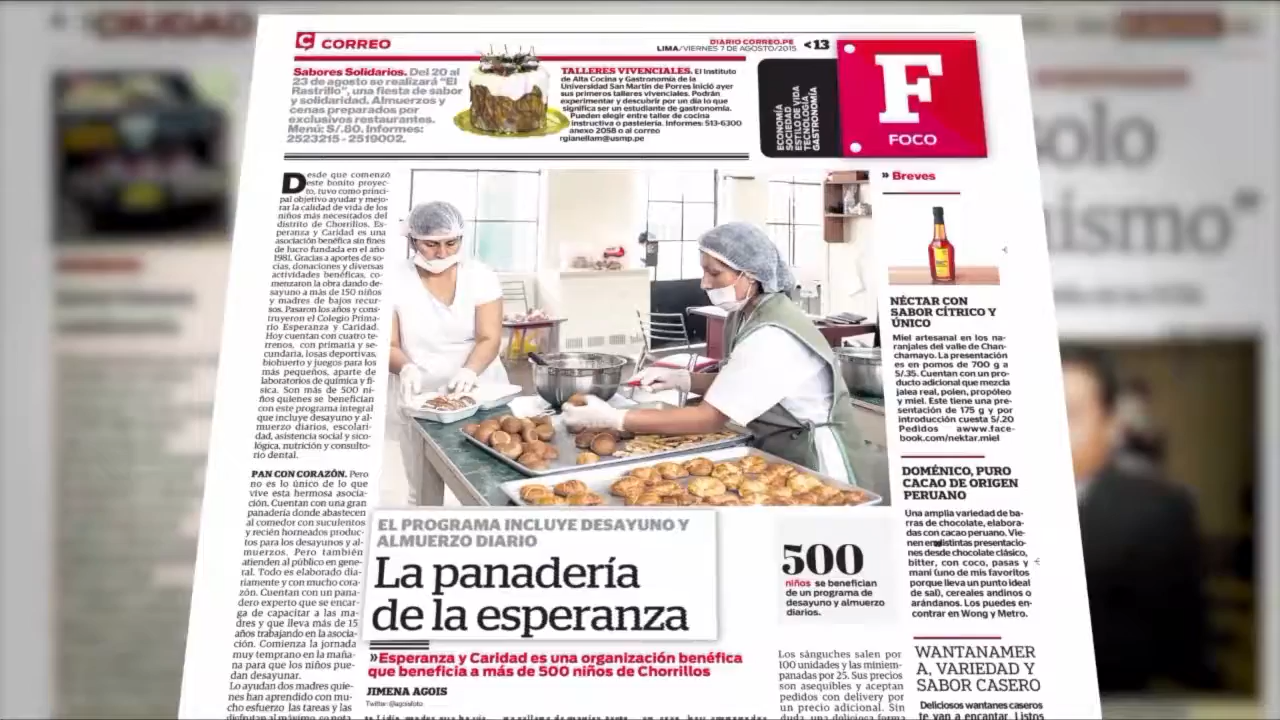 CORREO
DIARIOCORREO.PE
LIMA/VIERNES 7 DE AGOSTO/2015
<13
Sabores Solidarios. Del 20 al
23 de agosto se realizará "El
Rastrillo", una fiesta de sabor
y solidaridad. Almuerzos y
cenas preparados por
exclusivos restaurantes.
Menú: S/.80. Informes:
2523215 - 2519002.
TALLERES VIVENCIALES. El Instituto
de Alta Cocina y Gastronomía de la
Universidad San Martin de Porres inició ayer
sus primeros talleres vivenciales. Podrán
experimentar y descubrir por un día lo que
significa ser un estudiante de gastronomía.
Pueden elegir entre taller de cocina
instructiva o pastelería. Informes: 513-6300
anexo 2058 o al correo
rgianellam@usmp.pe
ECONOMÍA
SOCIEDAD
ESTILO DE VIDA
TECNOLOGÍA
GASTRONOMÍA
F
FOCO
Desde que comenzó
este bonito proyec-
to, tuvo como princi-
pal objetivo ayudar y mejo-
rar la calidad de vida de los
niños más necesitados del
distrito de Chorrillos. Es-
peranza y Caridad es una
asociación benéfica sin fines
de lucro fundada en el año
1981. Gracias a aportes de so-
cias, donaciones y diversas
actividades benéficas, co-
menzaron la obra dando de-
sayuno a más de 150 niños
y madres de bajos recur-
sos. Pasaron los años y cons-
truyeron el Colegio Prima-
rio Esperanza y Caridad.
Hoy cuentan con cuatro te-
rrenos, con primaria y se-
cundaria, losas deportivas,
biohuerto y juegos para los
más pequeños, aparte de
laboratorios de química y fí-
sica. Son más de 500 ni-
ños quienes se benefician
con este programa integral
que incluye desayuno y al-
muerzo diarios, escolari-
dad, asistencia social y sico-
lógica, nutrición y consulto-
rio dental.
PAN CON CORAZÓN. Pero
no es lo único de lo que
vive esta hermosa asocia-
ción. Cuentan con una gran
panadería donde abastecen
al comedor con suculentos
y recién horneados produc-
tos para los desayunos y al-
muerzos. Pero también
atienden al público en gene-
ral. Todo es elaborado dia-
riamente y con mucho cora-
zón. Cuentan con un pana-
dero experto que se encar-
ga de capacitar a las ma-
dres y que lleva más de 15
años trabajando en la asocia-
ción. Comienza la jornada
muy temprano en la maña-
na para que los niños pue-
dan desayunar.
Lo ayudan dos madres quie-
nes han aprendido con mu-
cho esfuerzo las tareas y las
disfrutan al máximo, se nota
EL PROGRAMA INCLUYE DESAYUNO Y
ALMUERZO DIARIO
La panadería
de la esperanza
»Esperanza y Caridad es una organización benéfica
que beneficia a más de 500 niños de Chorrillos
JIMENA AGOIS
Twitter: @agoisfoto
500
niños se benefician
de un programa de
desayuno y almuerzo
diarios.
Los sánguches salen por
100 unidades y las miniem-
panadas por 25. Sus precios
son asequibles y aceptan
pedidos con delivery por
un precio adicional. Sin
duda, una deliciosa forma
» Breves
NÉCTAR CON
SABOR CÍTRICO Y
ÚNICO
Miel artesanal en los na-
ranjales del valle de Chan-
chamayo. La presentación
es en pomos de 700 g a
S/.35. Cuentan con un pro-
ducto adicional que mezcla
jalea real, polen, propóleo
y miel. Este tiene una pre-
sentación de 175 g y por
introducción cuesta S/.20
Pedidos awww.face-
book.com/nektar.miel
DOMÉNICO, PURO
CACAO DE ORIGEN
PERUANO
Una amplia variedad de ba-
rras de chocolate, elabora-
das con cacao peruano. Vie-
nen en distintas presentacio-
nes desde chocolate clásico,
bitter, con coco, pasas y
maní (uno de mis favoritos
porque lleva un punto ideal
de sal), cereales andinos o
arándanos. Los puedes en-
contrar en Wong y Metro.
WANTANAMER
A, VARIEDAD Y
SABOR CASERO
Deliciosos wantanes caseros
te van a encantar. Listos